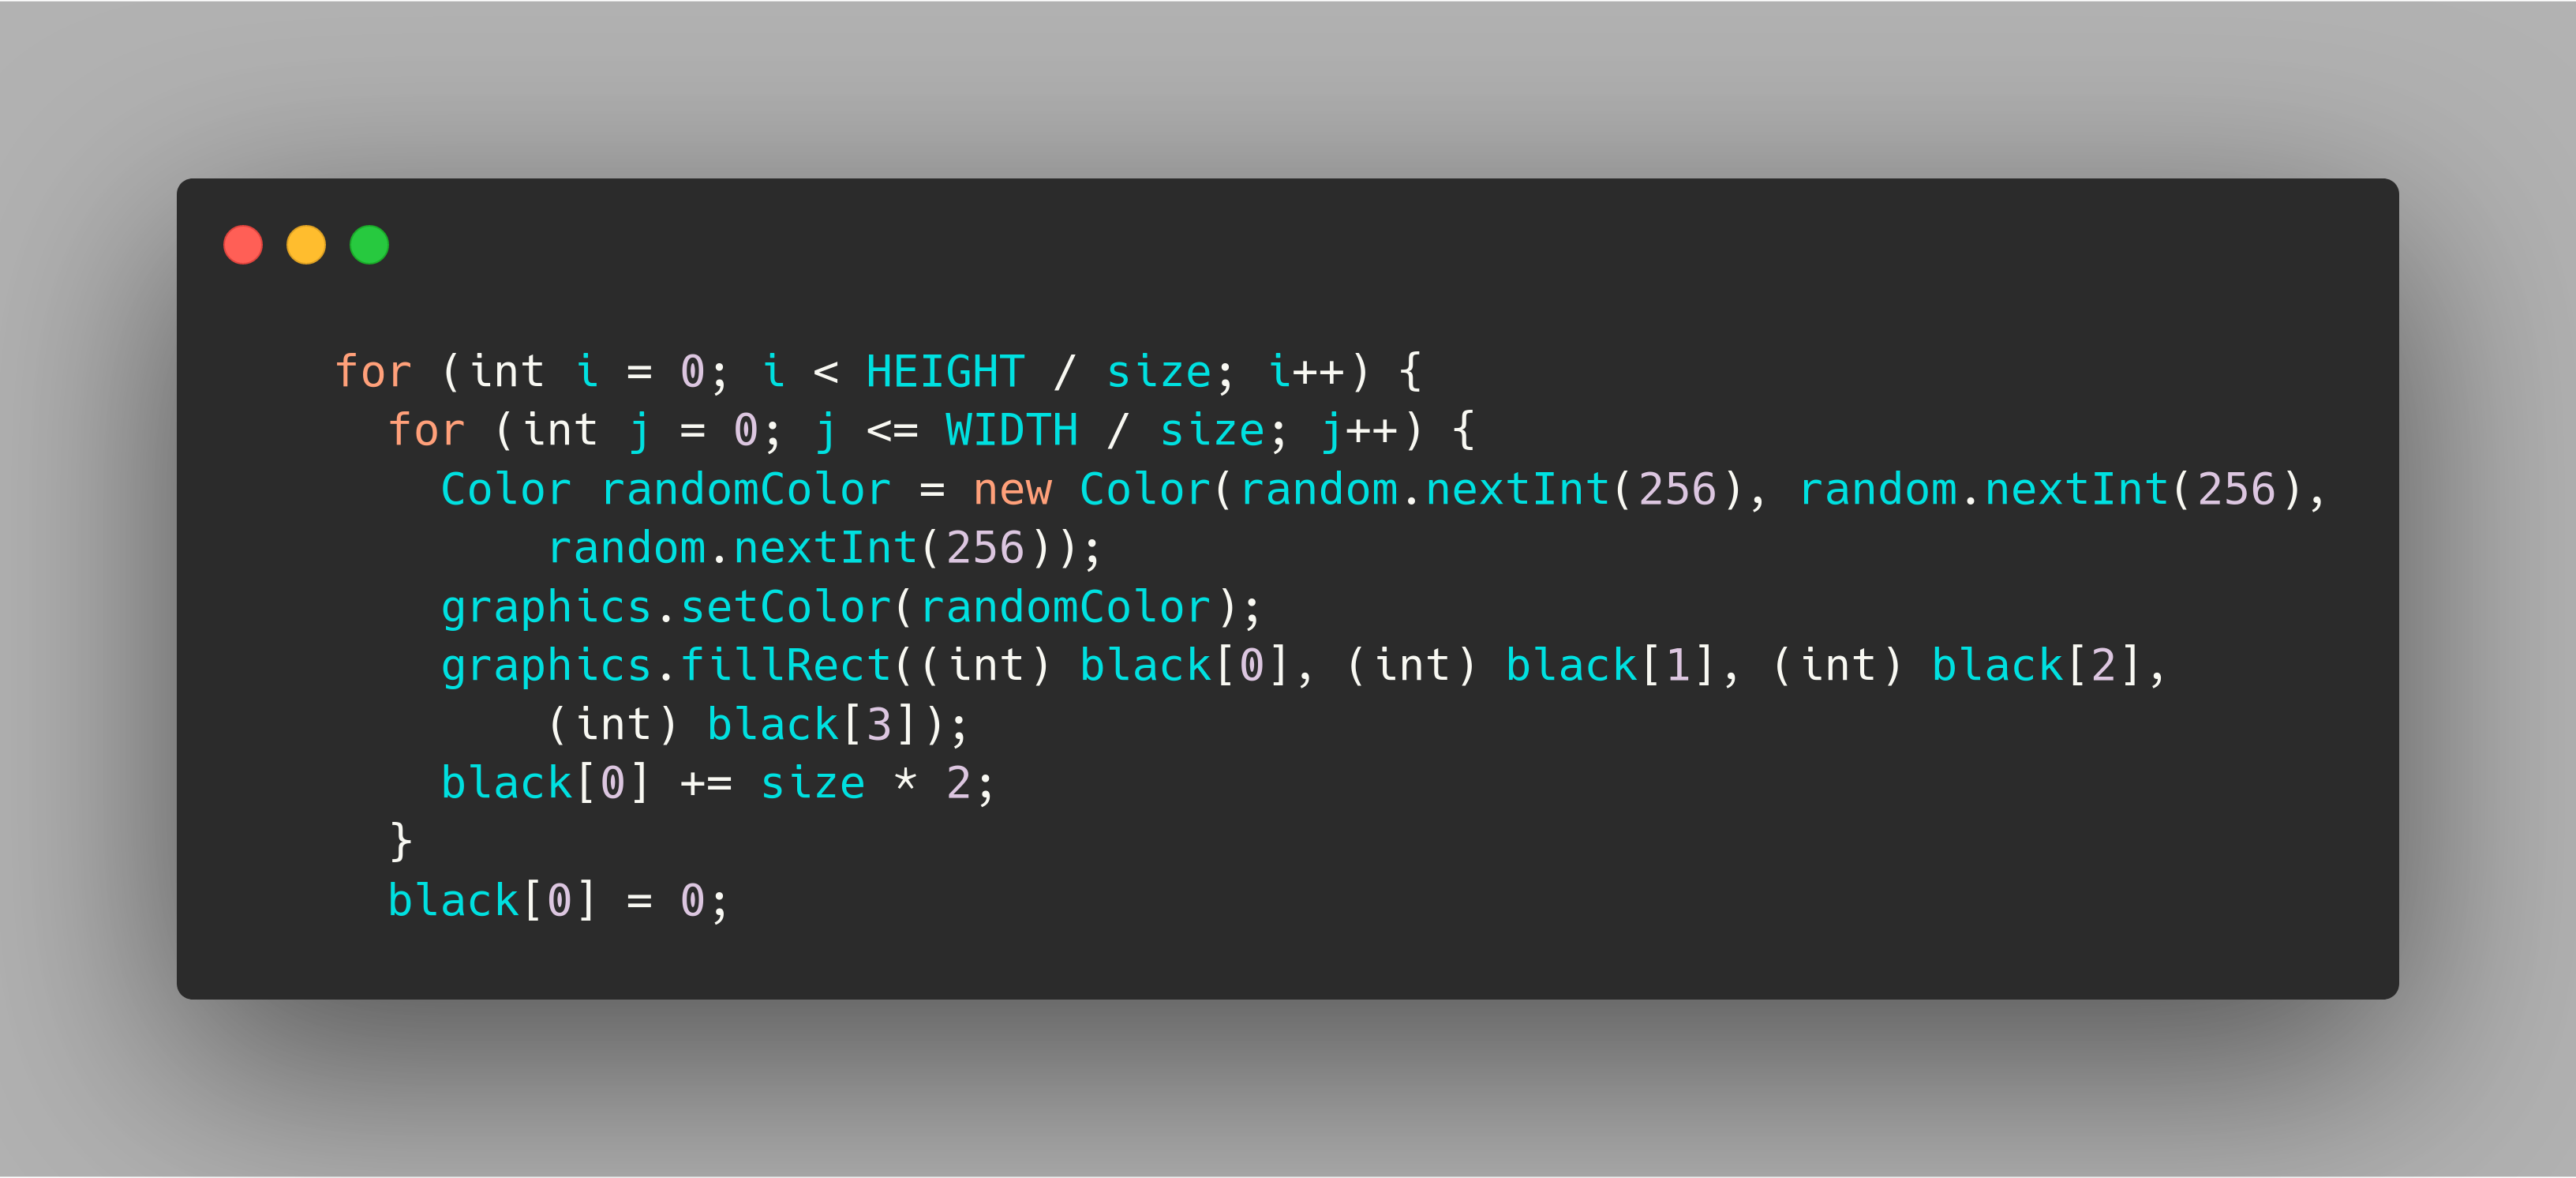 for (int i = 0; i < HEIGHT / size; i++) {
  for (int j = 0; j <= WIDTH / size; j++) {
    Color randomColor = new Color(random.nextInt(256), random.nextInt(256),
        random.nextInt(256));
    graphics.setColor(randomColor);
    graphics.fillRect((int) black[0], (int) black[1], (int) black[2],
        (int) black[3]);
    black[0] += size * 2;
  }
  black[0] = 0;